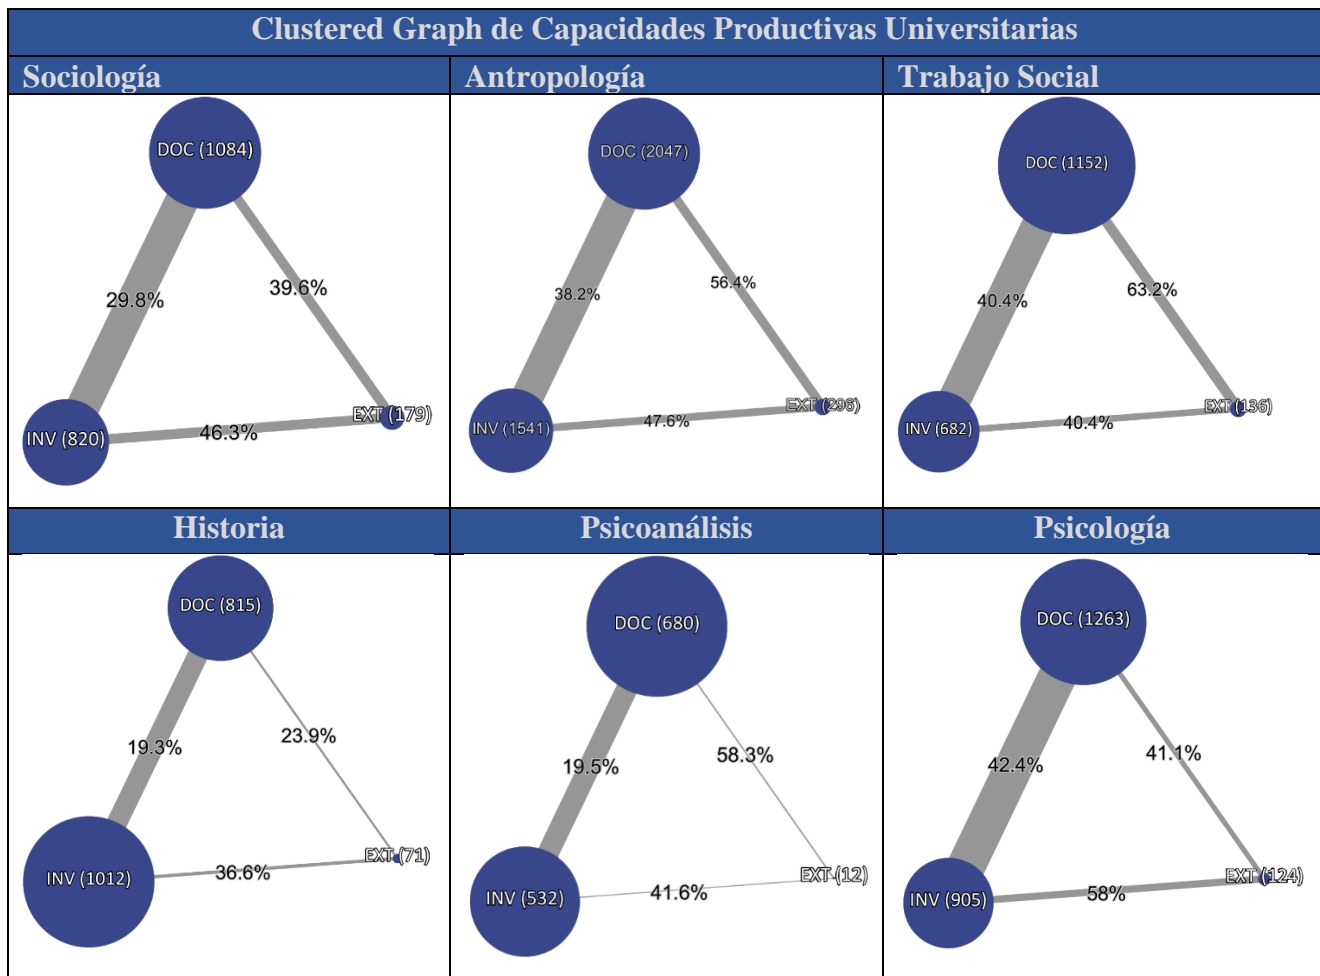 Clustered Graph de Capacidades Productivas Universitarias
Sociología
Antropología
Trabajo Social
DOC (1084)
29.8%
39.6%
INV (820)
46.3%
EXT (179)
DOC (2047)
38.2%
56.4%
INV (1541)
47.6%
EXT (296)
DOC (1152)
40.4%
63.2%
INV (682)
40.4%
EXT (136)
Historia
Psicoanálisis
Psicología
DOC (815)
19.3%
23.9%
INV (1012)
36.6%
EXT (71)
DOC (680)
19.5%
58.3%
INV (532)
41.6%
EXT (12)
DOC (1263)
42.4%
41.1%
INV (905)
58%
EXT (124)